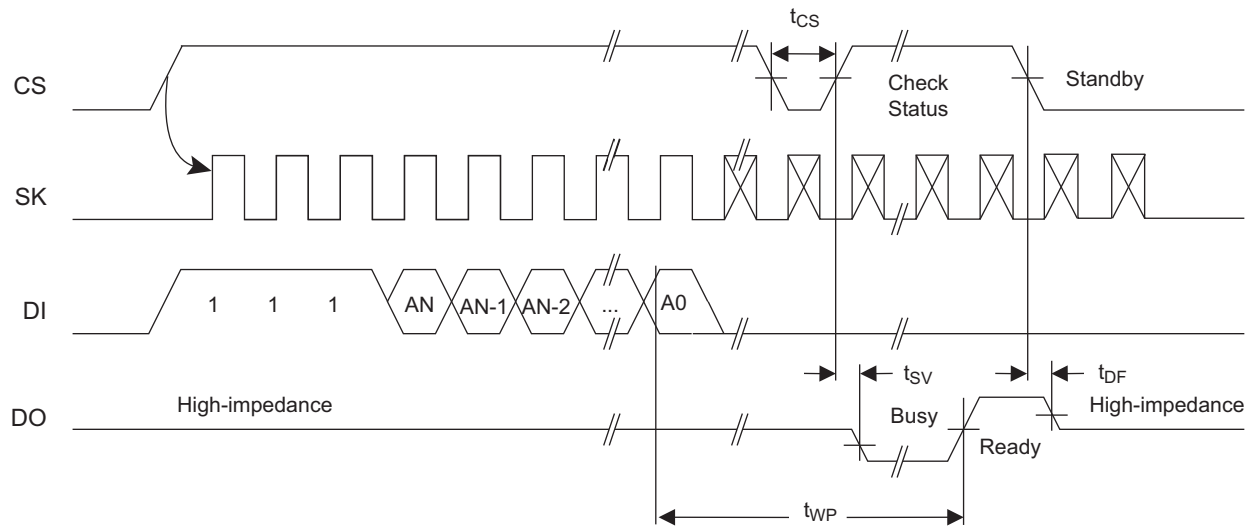 tCS
CS
Check
Status
Standby
SK
DI
1 1 1 AN AN-1 AN-2 ... A0
tSV
tDF
DO
High-impedance
Busy
Ready
High-impedance
tWP